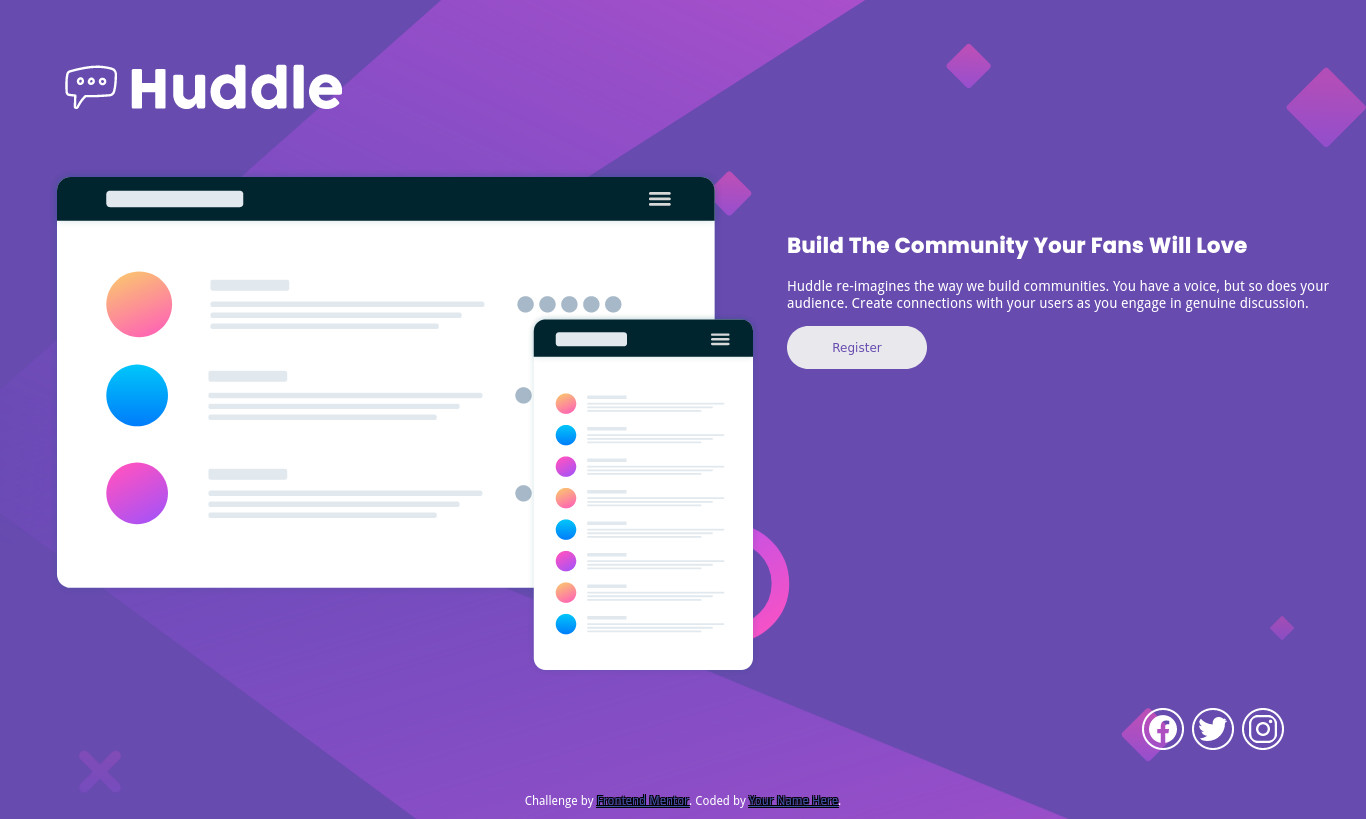 Huddle
Build The Community Your Fans Will Love
Huddle re-imagines the way we build communities. You have a voice, but so does your
audience. Create connections with your users as you engage in genuine discussion.
Register
Challenge by Frontend Mentor. Coded by Your Name Here.